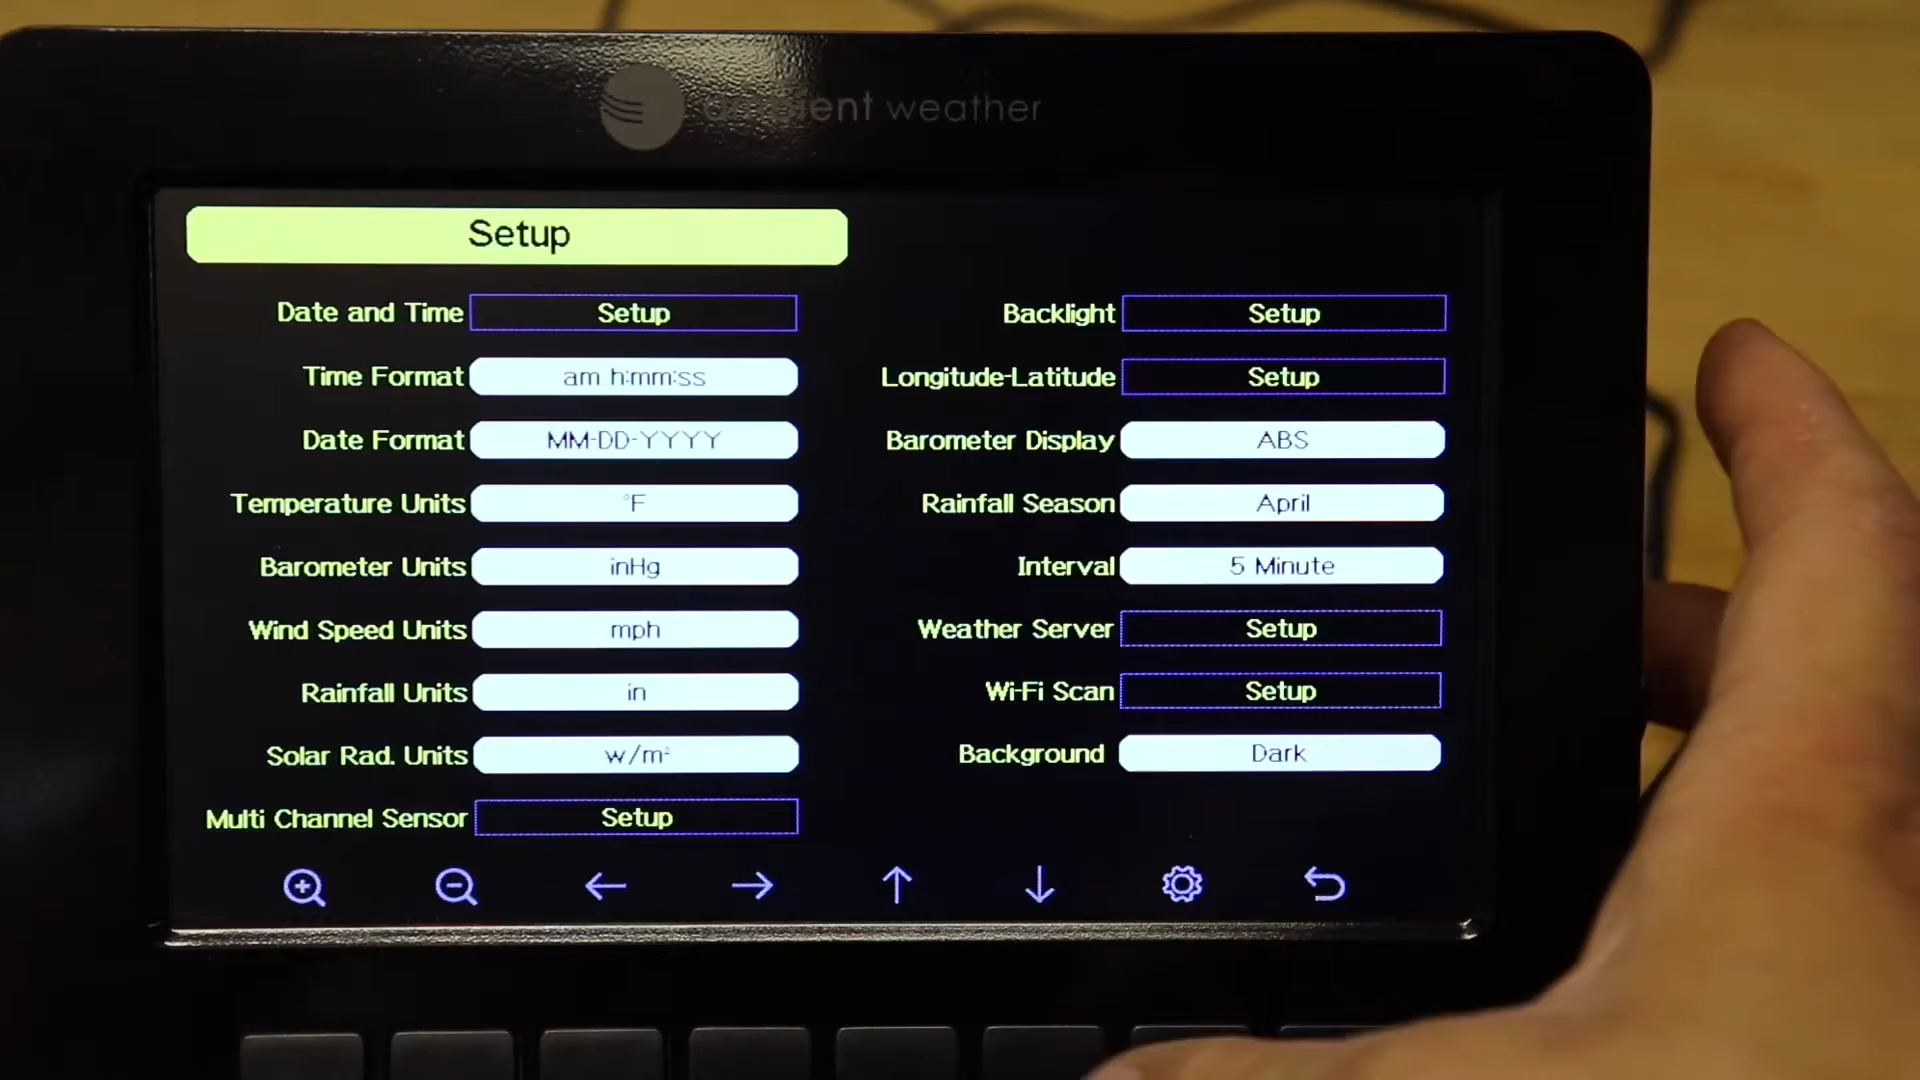 ambient weather
Setup
Date and Time Setup
Time Format am h:mm:ss
Date Format MM-DD-YYYY
Temperature Units °F
Barometer Units inHg
Wind Speed Units mph
Rainfall Units in
Solar Rad. Units w/m²
Multi Channel Sensor Setup
Backlight Setup
Longitude-Latitude Setup
Barometer Display ABS
Rainfall Season April
Interval 5 Minute
Weather Server Setup
Wi-Fi Scan Setup
Background Dark